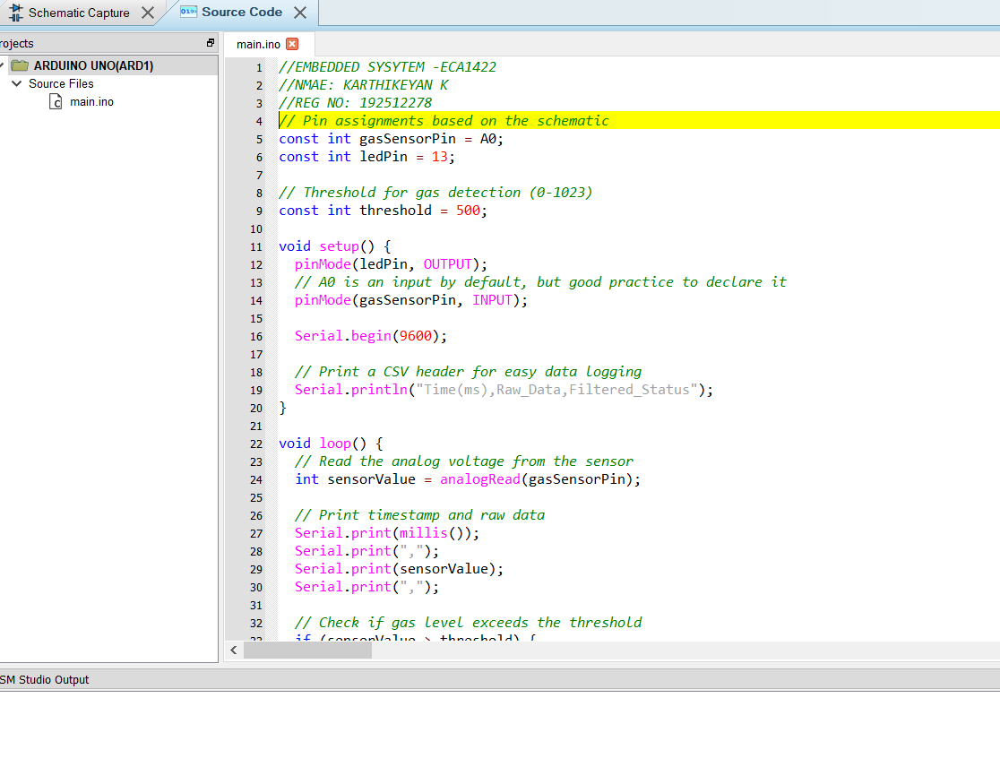 Schematic Capture
Source Code
rojects
main.ino
ARDUINO UNO(ARD1)
Source Files
main.ino
1 //EMBEDDED SYSYTEM -ECA1422
2 //NMAE: KARTHIKEYAN K
3 //REG NO: 192512278
4 // Pin assignments based on the schematic
5 const int gasSensorPin = A0;
6 const int ledPin = 13;
7
8 // Threshold for gas detection (0-1023)
9 const int threshold = 500;
10
11 void setup() {
12   pinMode(ledPin, OUTPUT);
13   // A0 is an input by default, but good practice to declare it
14   pinMode(gasSensorPin, INPUT);
15
16   Serial.begin(9600);
17
18   // Print a CSV header for easy data logging
19   Serial.println("Time(ms),Raw_Data,Filtered_Status");
20 }
21
22 void loop() {
23   // Read the analog voltage from the sensor
24   int sensorValue = analogRead(gasSensorPin);
25
26   // Print timestamp and raw data
27   Serial.print(millis());
28   Serial.print(",");
29   Serial.print(sensorValue);
30   Serial.print(",");
31
32   // Check if gas level exceeds the threshold
33   if (sensorValue > threshold) {
SM Studio Output